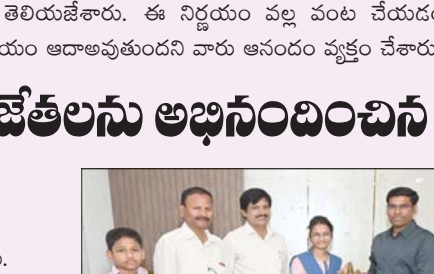 తెలియజేశారు. ఈ నిర్ణయం వల్ల వంట చేయడం
యం ఆదాఅవుతుందని వారు ఆనందం వ్యక్తం చేశారు
జేతలను అభినందించిన